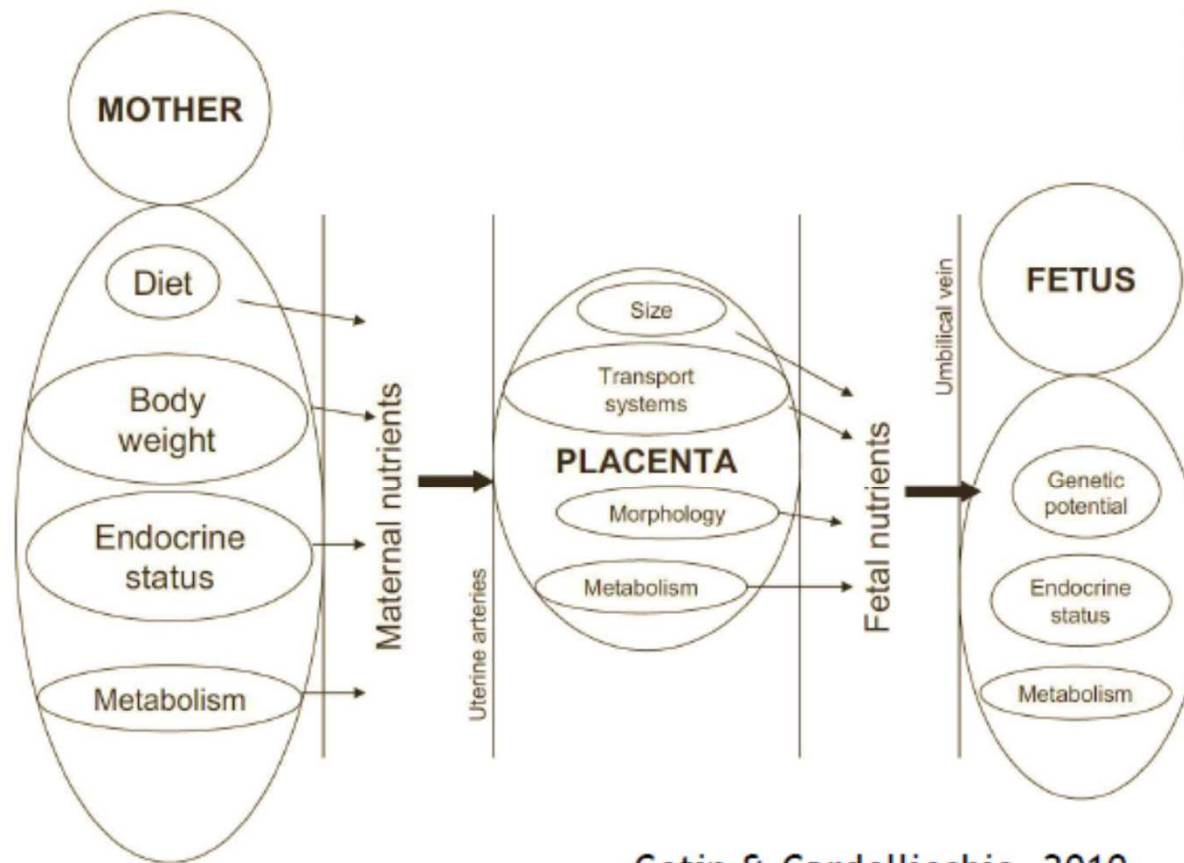 MOTHER
Diet
Body
weight
Endocrine
status
Metabolism
Maternal nutrients
Uterine arteries
Size
Transport
systems
PLACENTA
Morphology
Metabolism
Fetal nutrients
Umbilical vein
FETUS
Genetic
potential
Endocrine
status
Metabolism